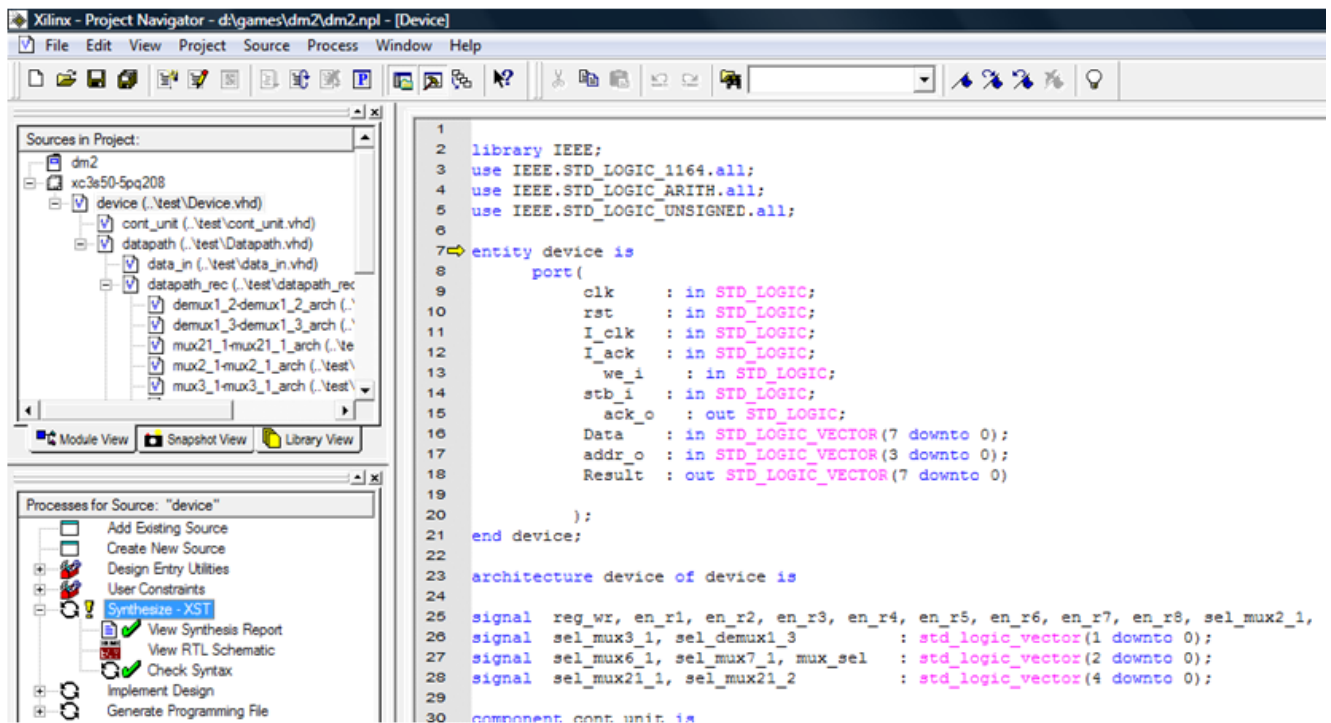 Xilinx - Project Navigator - d:\games\dm2\dm2.npl - [Device]
File Edit View Project Source Process Window Help
Sources in Project:
dm2
xc3s50-5pq208
device (..\test\Device.vhd)
cont_unit (..\test\cont_unit.vhd)
datapath (..\test\Datapath.vhd)
data_in (..\test\data_in.vhd)
datapath_rec (..\test\datapath_rec
demux1_2-demux1_2_arch (..\
demux1_3-demux1_3_arch (..\
mux21_1-mux21_1_arch (..\te
mux2_1-mux2_1_arch (..\test\
mux3_1-mux3_1_arch (..\test\
Module View Snapshot View Library View
Processes for Source: "device"
Add Existing Source
Create New Source
Design Entry Utilities
User Constraints
Synthesize - XST
View Synthesis Report
View RTL Schematic
Check Syntax
Implement Design
Generate Programming File
1
2 library IEEE;
3 use IEEE.STD_LOGIC_1164.all;
4 use IEEE.STD_LOGIC_ARITH.all;
5 use IEEE.STD_LOGIC_UNSIGNED.all;
6
7 entity device is
8 port(
9 clk : in STD_LOGIC;
10 rst : in STD_LOGIC;
11 I_clk : in STD_LOGIC;
12 I_ack : in STD_LOGIC;
13 we_i : in STD_LOGIC;
14 stb_i : in STD_LOGIC;
15 ack_o : out STD_LOGIC;
16 Data : in STD_LOGIC_VECTOR(7 downto 0);
17 addr_o : in STD_LOGIC_VECTOR(3 downto 0);
18 Result : out STD_LOGIC_VECTOR(7 downto 0)
19
20 );
21 end device;
22
23 architecture device of device is
24
25 signal reg_wr, en_r1, en_r2, en_r3, en_r4, en_r5, en_r6, en_r7, en_r8, sel_mux2_1,
26 signal sel_mux3_1, sel_demux1_3 : std_logic_vector(1 downto 0);
27 signal sel_mux6_1, sel_mux7_1, mux_sel : std_logic_vector(2 downto 0);
28 signal sel_mux21_1, sel_mux21_2 : std_logic_vector(4 downto 0);
29
30 component cont_unit is